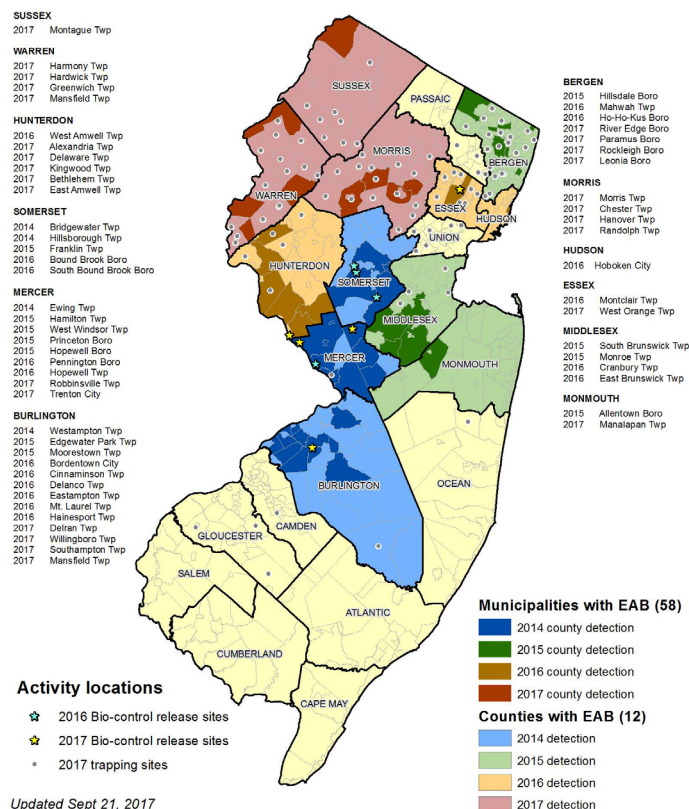 SUSSEX
2017 Montague Twp
WARREN
2017 Harmony Twp
2017 Hardwick Twp
2017 Greenwich Twp
2017 Mansfield Twp
HUNTERDON
2016 West Amwell Twp
2017 Alexandria Twp
2017 Delaware Twp
2017 Kingwood Twp
2017 Bethlehem Twp
2017 East Amwell Twp
SOMERSET
2014 Bridgewater Twp
2014 Hillsborough Twp
2015 Franklin Twp
2016 Bound Brook Boro
2016 South Bound Brook Boro
MERCER
2014 Ewing Twp
2015 Hamilton Twp
2015 West Windsor Twp
2015 Princeton Boro
2015 Hopewell Boro
2016 Pennington Boro
2016 Hopewell Twp
2017 Robbinsville Twp
2017 Trenton City
BURLINGTON
2014 Westampton Twp
2015 Edgewater Park Twp
2015 Moorestown Twp
2016 Bordentown City
2016 Cinnaminson Twp
2016 Delanco Twp
2016 Eastampton Twp
2016 Mt. Laurel Twp
2016 Hainesport Twp
2017 Delran Twp
2017 Willingboro Twp
2017 Southampton Twp
2017 Mansfield Twp
SUSSEX
PASSAIC
BERGEN
MORRIS
WARREN
ESSEX
HUDSON
UNION
HUNTERDON
SOMERSET
MIDDLESEX
MERCER
MONMOUTH
OCEAN
BURLINGTON
CAMDEN
GLOUCESTER
SALEM
ATLANTIC
CUMBERLAND
CAPE MAY
BERGEN
2015 Hillsdale Boro
2016 Mahwah Twp
2016 Ho-Ho-Kus Boro
2017 River Edge Boro
2017 Paramus Boro
2017 Rockleigh Boro
2017 Leonia Boro
MORRIS
2017 Morris Twp
2017 Chester Twp
2017 Hanover Twp
2017 Randolph Twp
HUDSON
2016 Hoboken City
ESSEX
2016 Montclair Twp
2017 West Orange Twp
MIDDLESEX
2015 South Brunswick Twp
2015 Monroe Twp
2016 Cranbury Twp
2016 East Brunswick Twp
MONMOUTH
2015 Allentown Boro
2017 Manalapan Twp
Municipalities with EAB (58)
2014 county detection
2015 county detection
2016 county detection
2017 county detection
Counties with EAB (12)
2014 detection
2015 detection
2016 detection
2017 detection
Activity locations
2016 Bio-control release sites
2017 Bio-control release sites
2017 trapping sites
Updated Sept 21, 2017